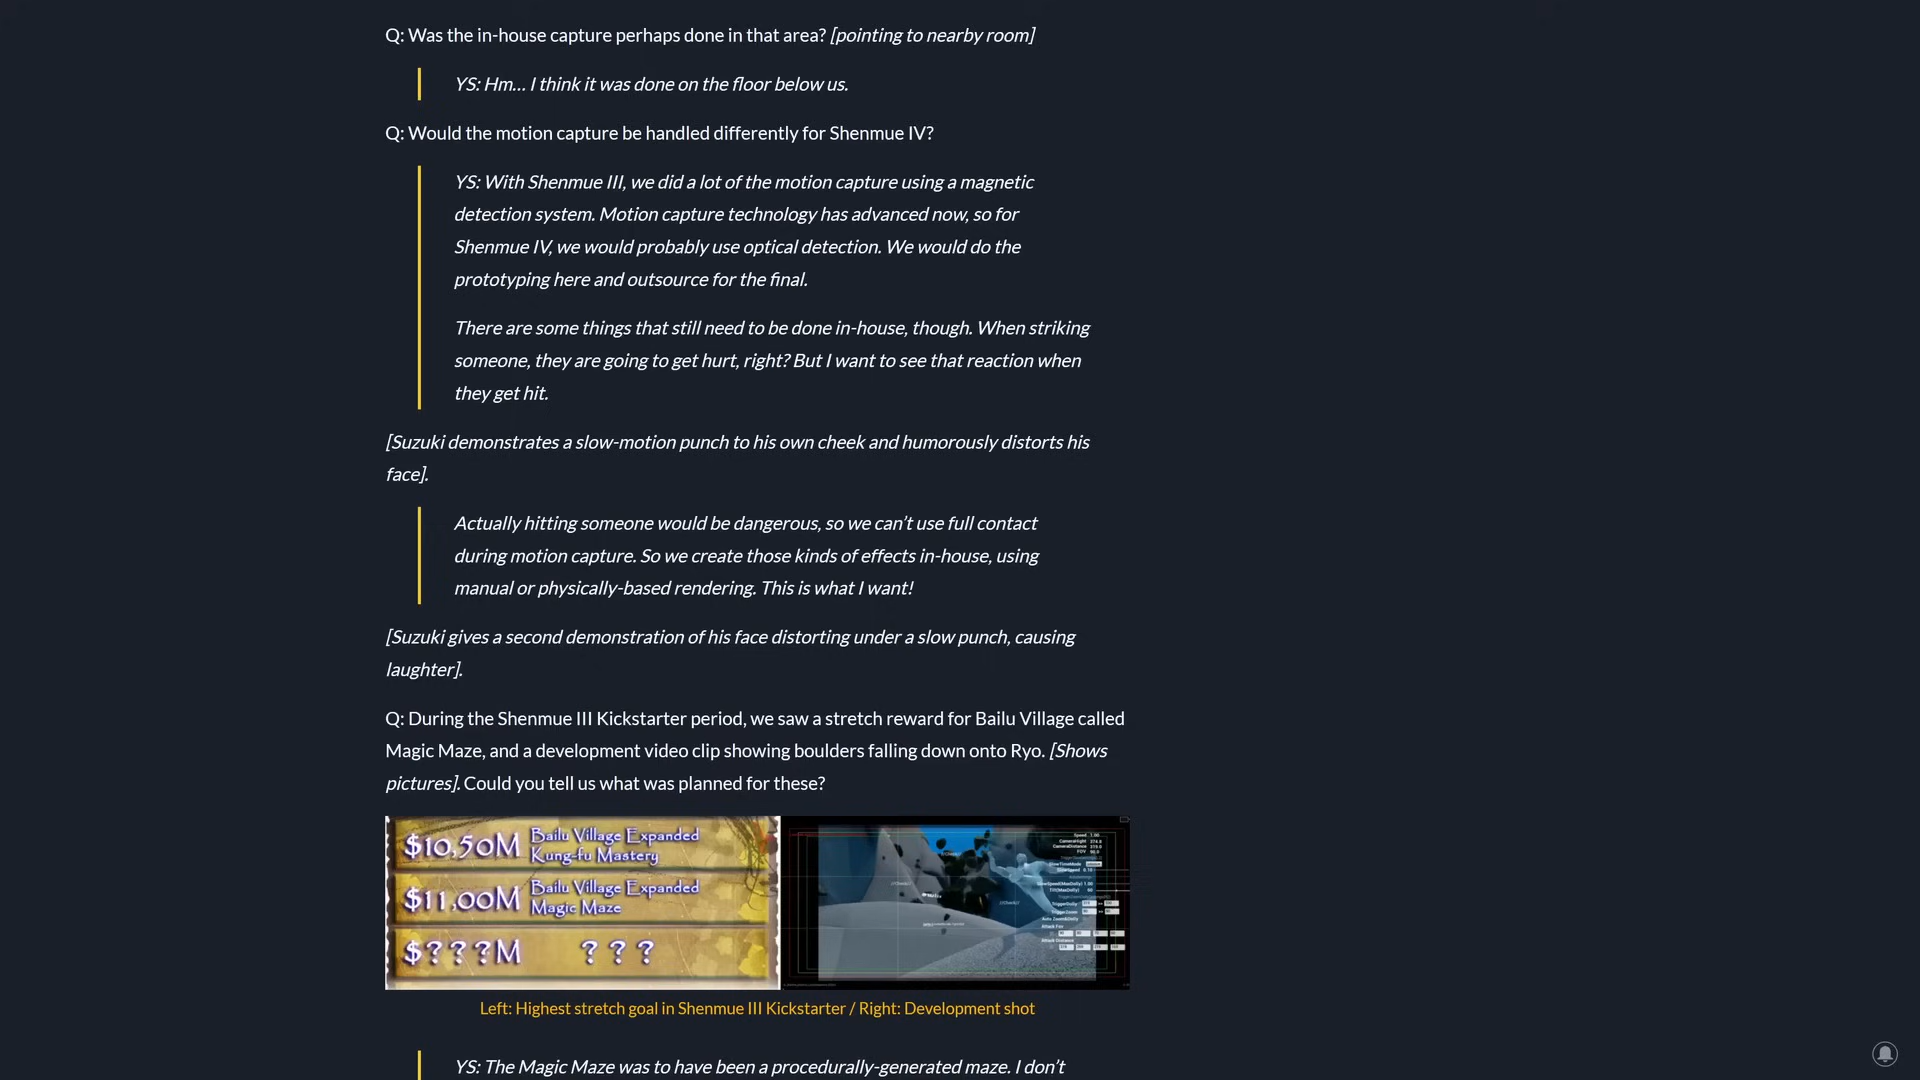 Q: Was the in-house capture perhaps done in that area? [pointing to nearby room]
YS: Hm... I think it was done on the floor below us.
Q: Would the motion capture be handled differently for Shenmue IV?
YS: With Shenmue III, we did a lot of the motion capture using a magnetic
detection system. Motion capture technology has advanced now, so for
Shenmue IV, we would probably use optical detection. We would do the
prototyping here and outsource for the final.
There are some things that still need to be done in-house, though. When striking
someone, they are going to get hurt, right? But I want to see that reaction when
they get hit.
[Suzuki demonstrates a slow-motion punch to his own cheek and humorously distorts his
face].
Actually hitting someone would be dangerous, so we can’t use full contact
during motion capture. So we create those kinds of effects in-house, using
manual or physically-based rendering. This is what I want!
[Suzuki gives a second demonstration of his face distorting under a slow punch, causing
laughter].
Q: During the Shenmue III Kickstarter period, we saw a stretch reward for Bailu Village called
Magic Maze, and a development video clip showing boulders falling down onto Ryo. [Shows
pictures]. Could you tell us what was planned for these?
$10,50M Bailu Village Expanded
Kung-fu Mastery
$11,00M Bailu Village Expanded
Magic Maze
$???M ???
Speed 1.00
CameraHight
CameraDistance
FOV
Left: Highest stretch goal in Shenmue III Kickstarter / Right: Development shot
YS: The Magic Maze was to have been a procedurally-generated maze. I don’t